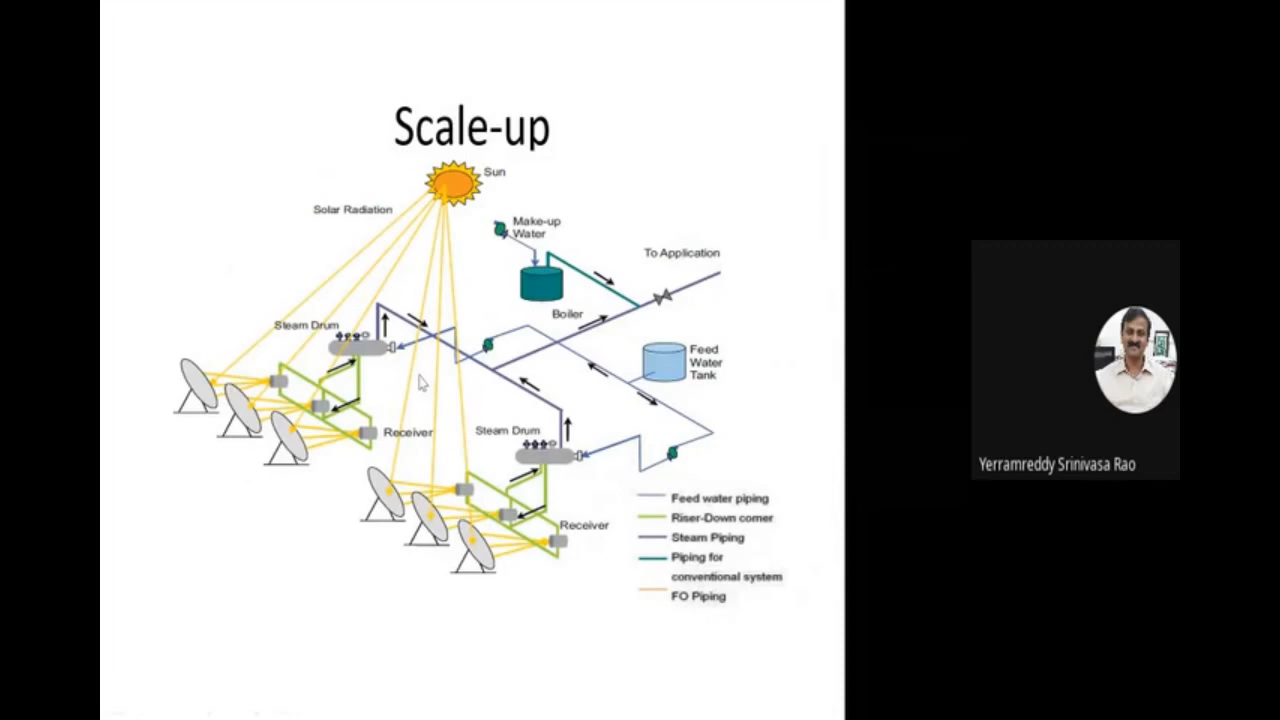 Scale-up
Sun
Solar Radiation
Make-up
Water
To Application
Boiler
Steam Drum
Feed
Water
Tank
Receiver
Steam Drum
Receiver
Feed water piping
Riser-Down comer
Steam Piping
Piping for
conventional system
FO Piping
Yerramreddy Srinivasa Rao